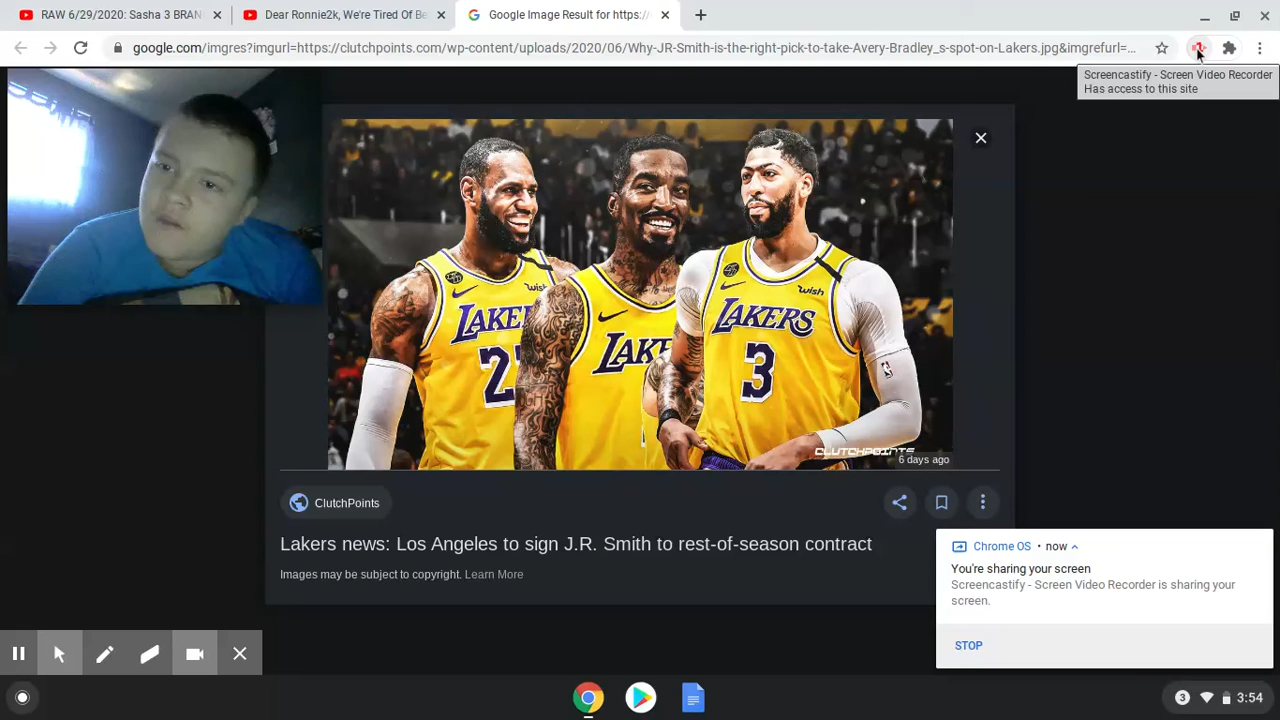 RAW 6/29/2020: Sasha 3 BRAN
Dear Ronnie2k, We're Tired Of Be
Google Image Result for https://
google.com/imgres?imgurl=https://clutchpoints.com/wp-content/uploads/2020/06/Why-JR-Smith-is-the-right-pick-to-take-Avery-Bradley_s-spot-on-Lakers.jpg&imgrefurl=...
Screencastify - Screen Video Recorder
Has access to this site
wish
wish
LAKERS
LAKE
LAKERS
23
3
CLUTCHPOINTS
6 days ago
ClutchPoints
Lakers news: Los Angeles to sign J.R. Smith to rest-of-season contract
Images may be subject to copyright. Learn More
Chrome OS • now
You're sharing your screen
Screencastify - Screen Video Recorder is sharing your
screen.
STOP
3
3:54